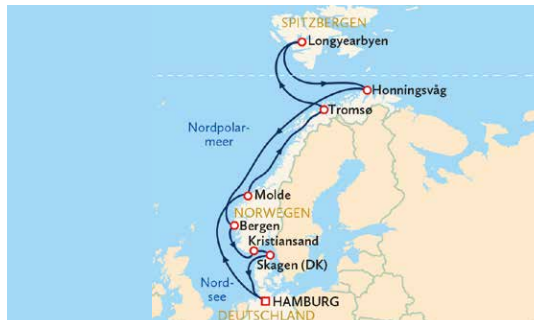 SPITZBERGEN
Longyearbyen
Honningsvåg
Tromsø
Nordpolar-
meer
Molde
NORWEGEN
Bergen
Kristiansand
Skagen (DK)
Nord-
see
HAMBURG
DEUTSCHLAND